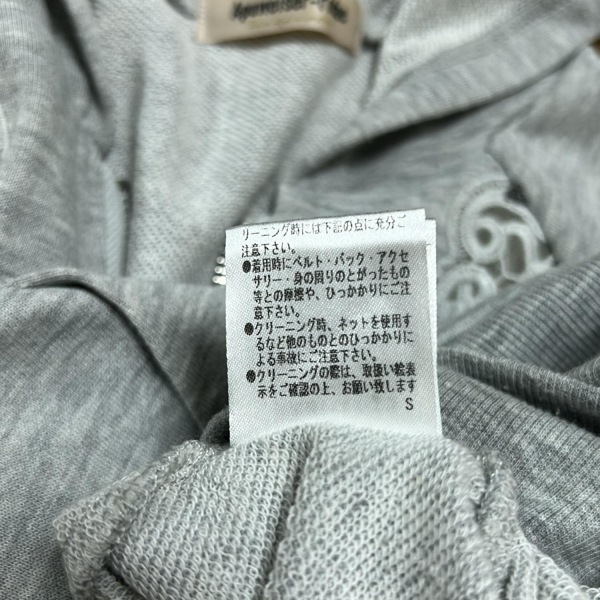 リーニング時には下記の点に充分ご
注意下さい。
●着用時にベルト・バック・アクセ
サリー・身の周りのとがったもの
等との摩擦や、ひっかかりにご注
意下さい。
●クリーニング時、ネットを使用す
るなど他のものとのひっかかりに
よる事故にご注意下さい。
●クリーニングの際は、取扱い絵表
示をご確認の上、お願い致します
S